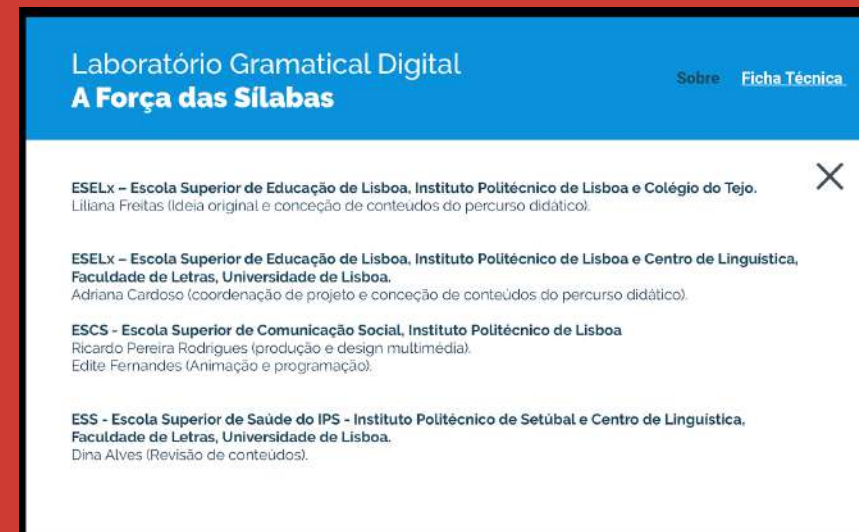 Laboratório Gramatical Digital
A Força das Sílabas
Sobre Ficha Técnica
ESELx – Escola Superior de Educação de Lisboa, Instituto Politécnico de Lisboa e Colégio do Tejo.
Liliana Freitas (Ideia original e conceção de conteúdos do percurso didático).
ESELx – Escola Superior de Educação de Lisboa, Instituto Politécnico de Lisboa e Centro de Linguística,
Faculdade de Letras, Universidade de Lisboa.
Adriana Cardoso (coordenação de projeto e conceção de conteúdos do percurso didático).
ESCS - Escola Superior de Comunicação Social, Instituto Politécnico de Lisboa
Ricardo Pereira Rodrigues (produção e design multimédia).
Edite Fernandes (Animação e programação).
ESS - Escola Superior de Saúde do IPS - Instituto Politécnico de Setúbal e Centro de Linguística,
Faculdade de Letras, Universidade de Lisboa.
Dina Alves (Revisão de conteúdos).